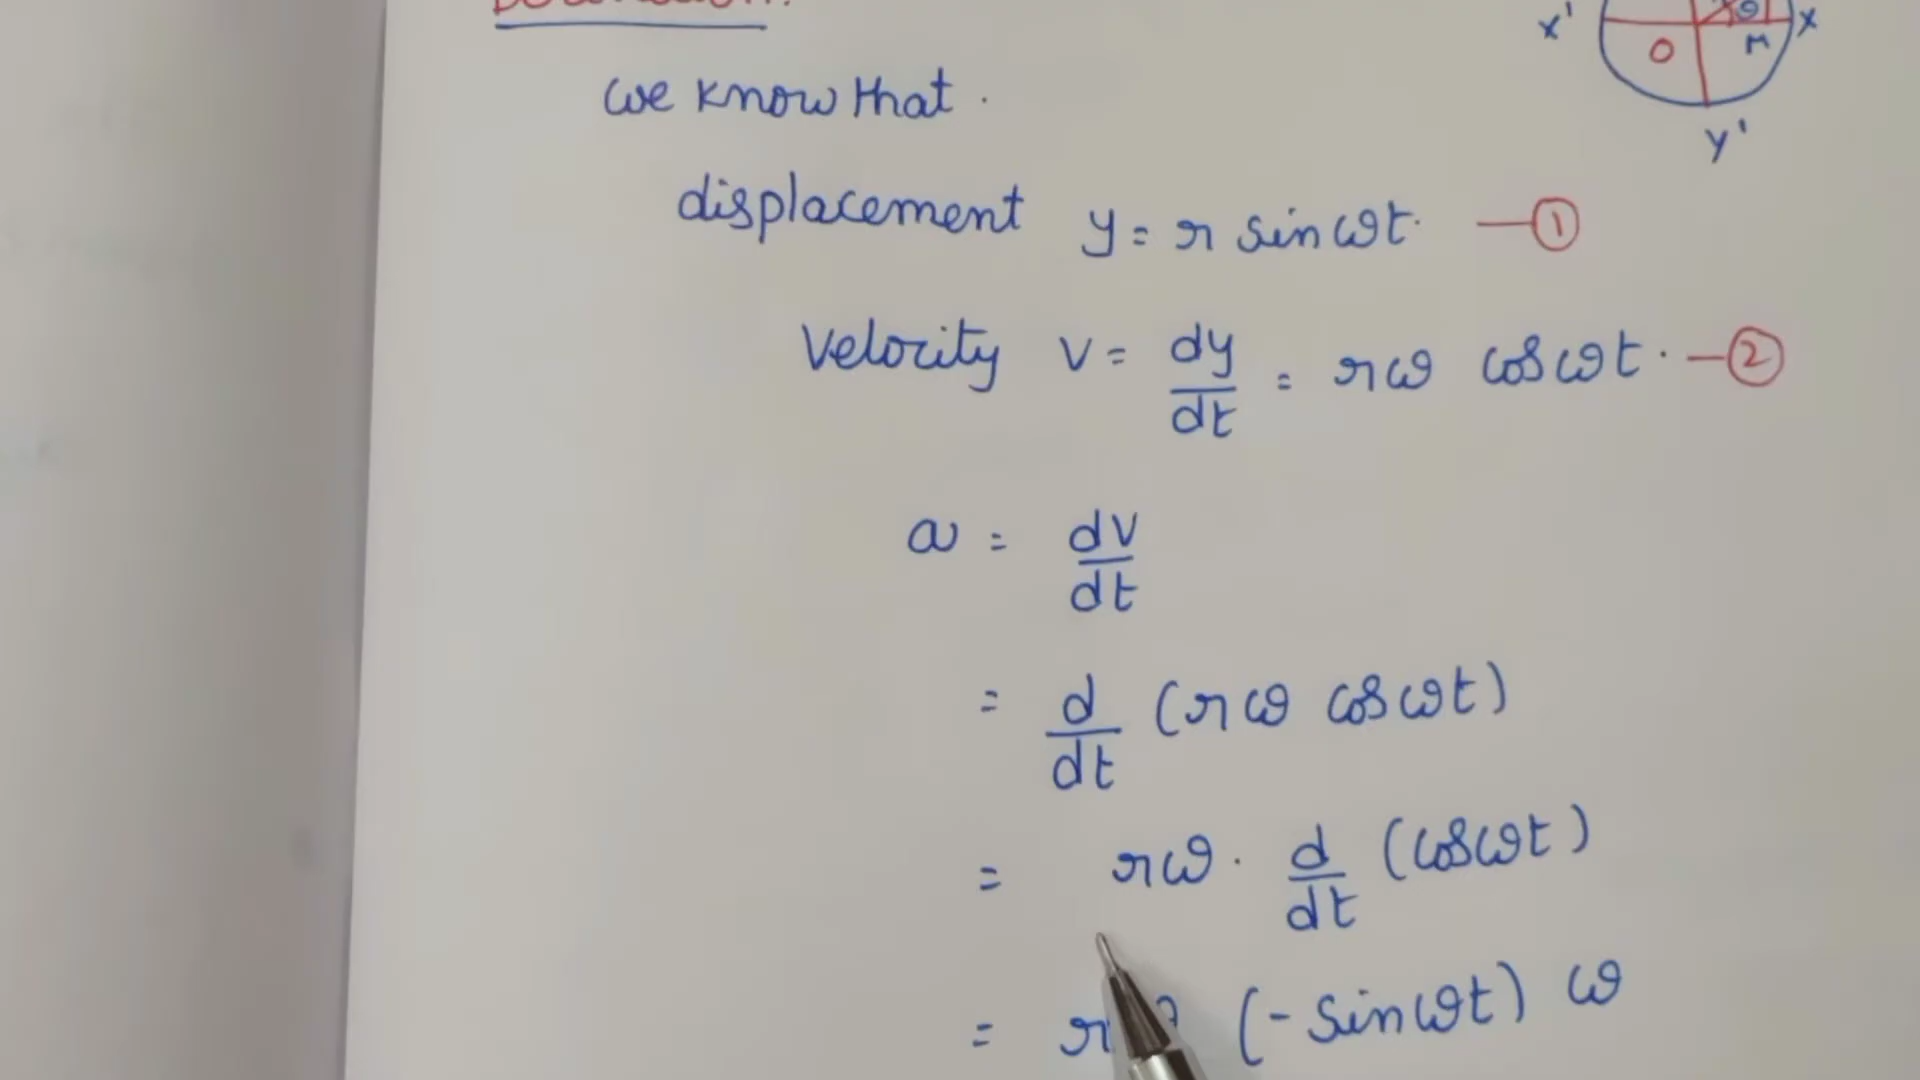 X' O M θ X
Y'
we know that.
displacement y = r sin ωt. —①
Velocity v = dy/dt = rω cos ωt. —②
a = dv/dt
= d/dt (rω cos ωt)
= rω. d/dt (cos ωt)
= (- sin ωt) ω